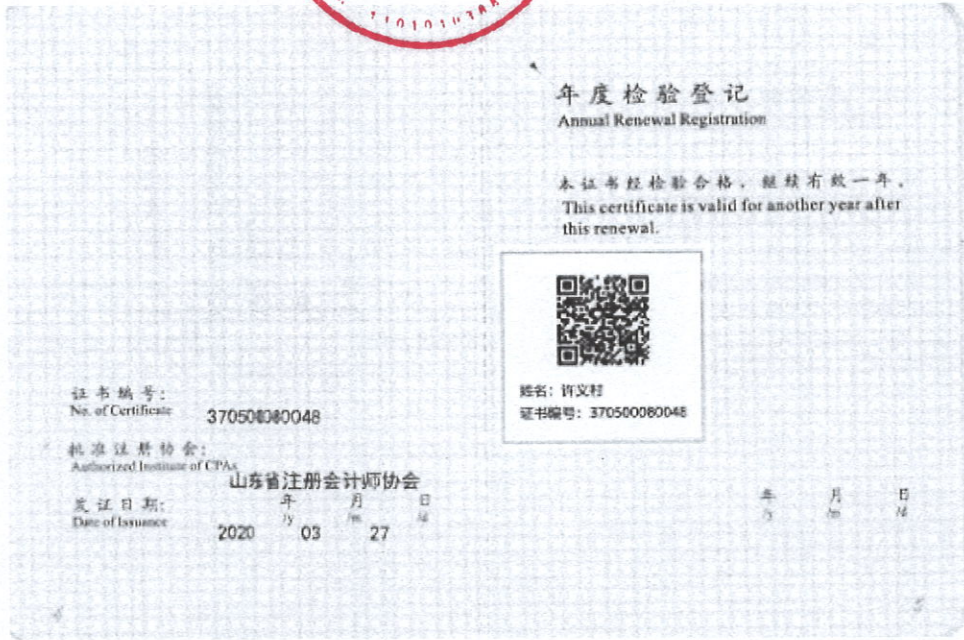 年度检验登记
Annual Renewal Registration
本证书经检验合格，继续有效一年。
This certificate is valid for another year after
this renewal.
姓名：许义村
证书编号：370500080048
证书编号：
No. of Certificate
370500080048
批准注册协会：
Authorized Institute of CPAs
山东省注册会计师协会
发证日期：
Date of Issuance
年 月 日
/y /m /d
2020 03 27
年 月 日
/y /m /d
4
5